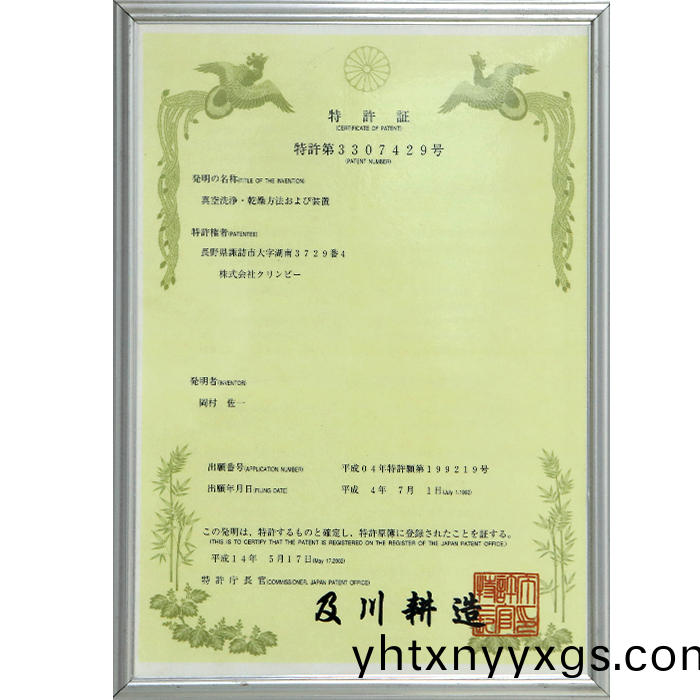 特許証
(CERTIFICATE OF PATENT)
特許第3307429号
(PATENT NUMBER)
発明の名称(TITLE OF THE INVENTION)
真空洗浄・乾燥方法および装置
特許権者(PATENTEE)
長野県諏訪市大字湖南3729番4
株式会社クリンビー
発明者(INVENTOR)
岡村 佐一
出願番号(APPLICATION NUMBER) 平成04年特許願第199219号
出願年月日(FILING DATE) 平成 4年 7月 1日(July 1,1992)
この発明は、特許するものと確定し、特許原簿に登録されたことを証する。
(THIS IS TO CERTIFY THAT THE PATENT IS REGISTERED ON THE REGISTER OF THE JAPAN PATENT OFFICE.)
平成14年 5月17日(May 17,2002)
特許庁長官(COMMISSIONER, JAPAN PATENT OFFICE)
及川耕造
yhtxnyyxgs.com